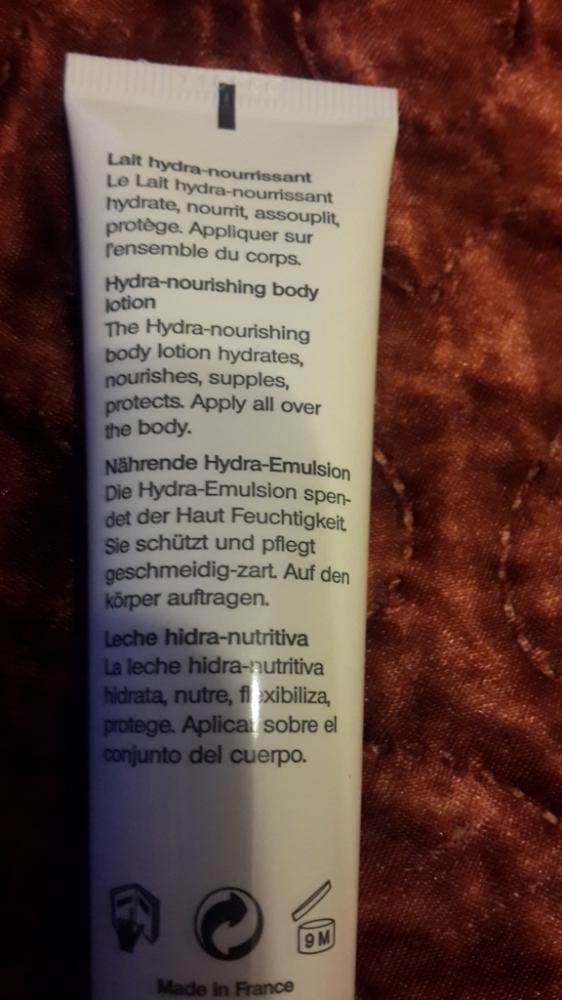 Lait hydra-nourrissant
Le Lait hydra-nourrissant
hydrate, nourrit, assouplit,
protège. Appliquer sur
l'ensemble du corps.
Hydra-nourishing body
lotion
The Hydra-nourishing
body lotion hydrates,
nourishes, supples,
protects. Apply all over
the body.
Nährende Hydra-Emulsion
Die Hydra-Emulsion spen-
det der Haut Feuchtigkeit.
Sie schützt und pflegt
geschmeidig-zart. Auf den
körper auftragen.
Leche hidra-nutritiva
La leche hidra-nutritiva
hidrata, nutre, flexibiliza,
protege. Aplicar sobre el
conjunto del cuerpo.
9 M
Made in France